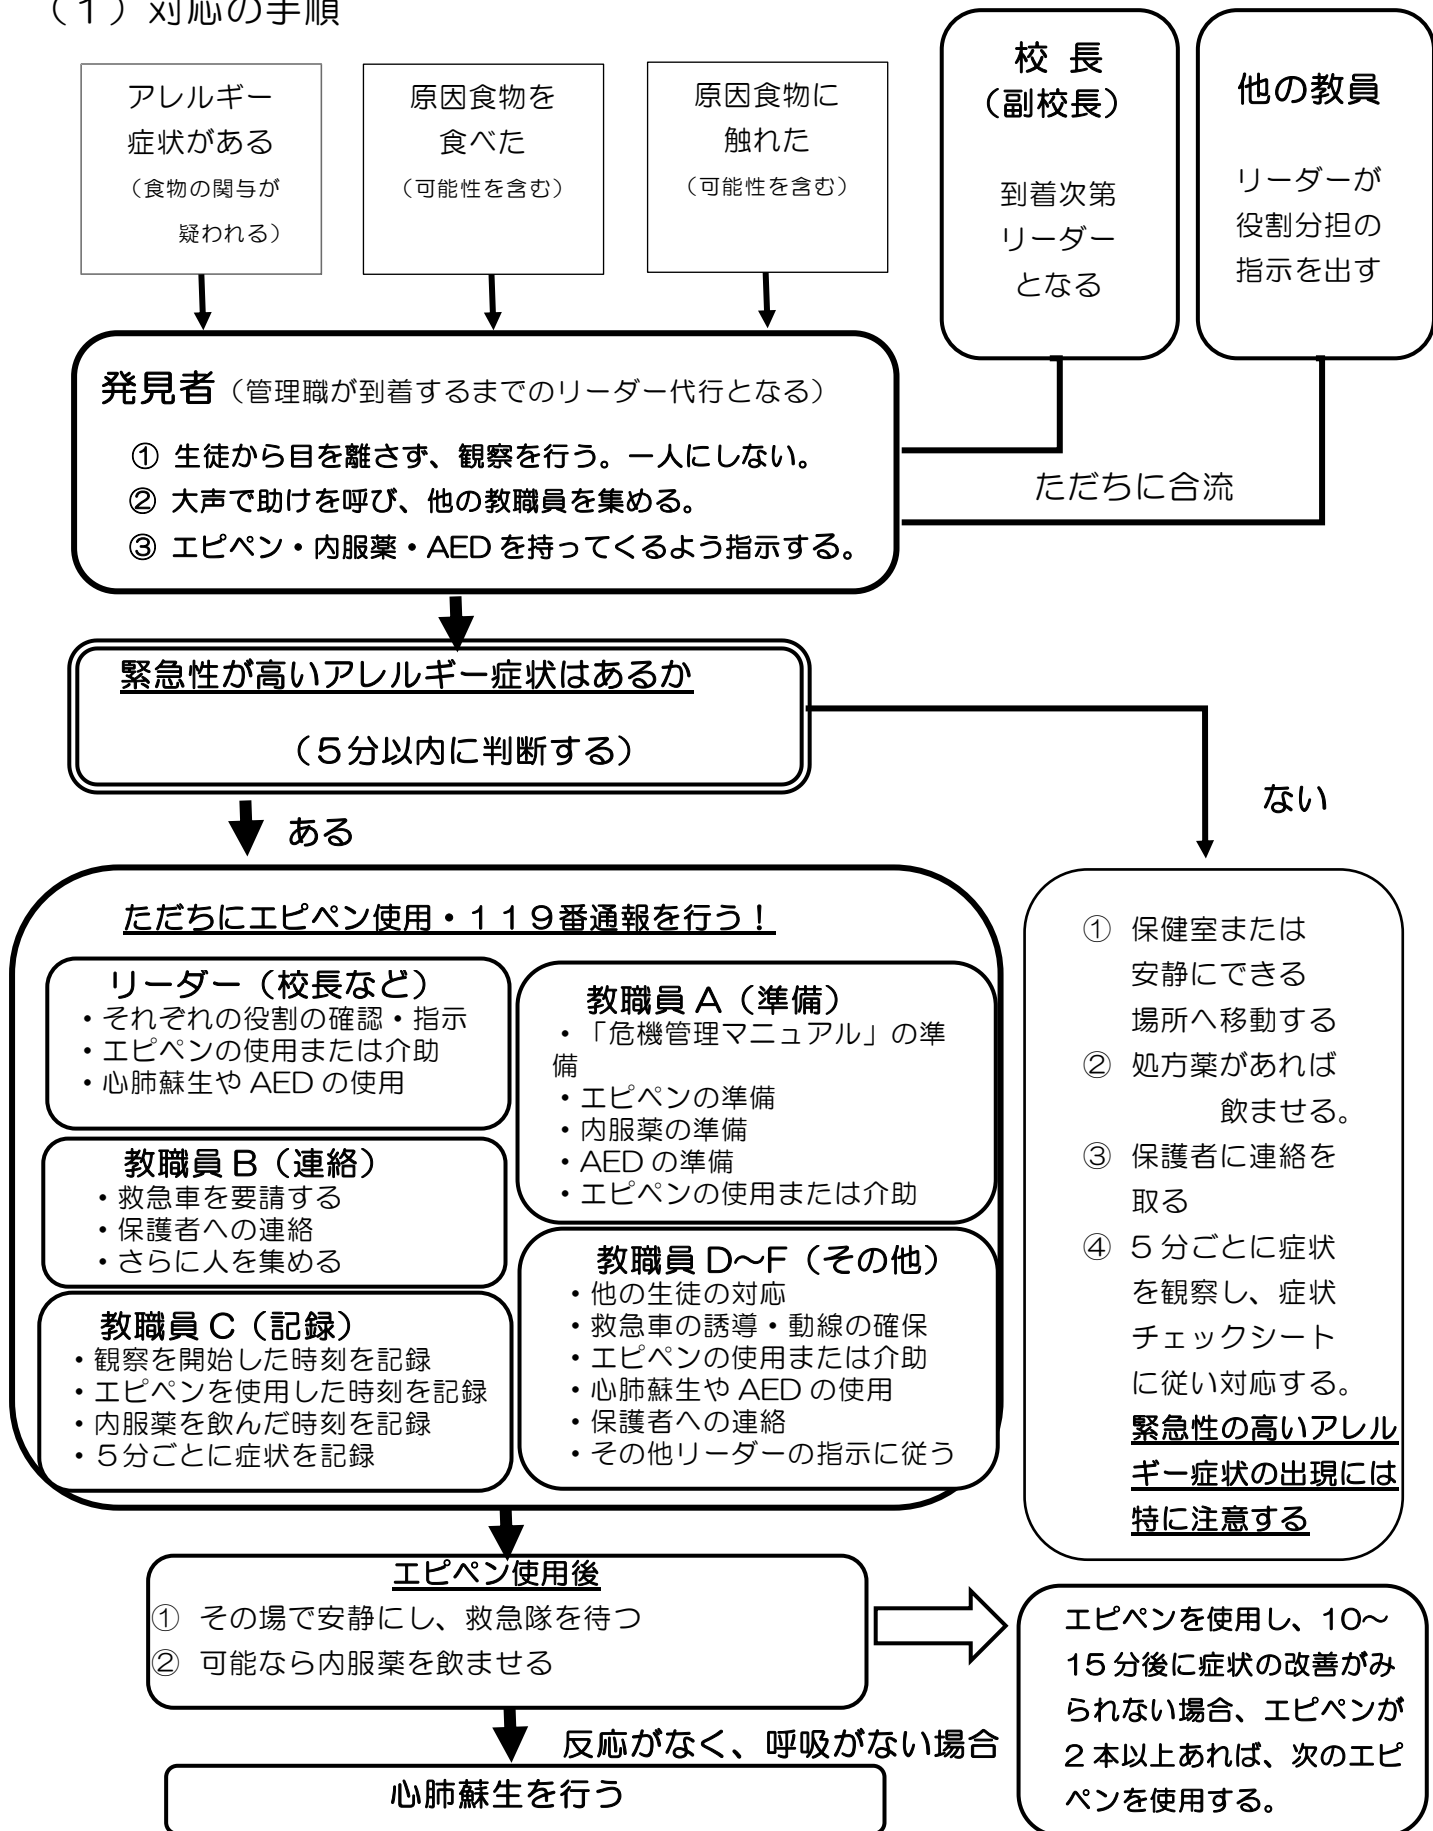 （１）対応の手順
アレルギー
症状がある
（食物の関与が
疑われる）
原因食物を
食べた
（可能性を含む）
原因食物に
触れた
（可能性を含む）
校 長
（副校長）
到着次第
リーダー
となる
他の教員
リーダーが
役割分担の
指示を出す
発見者（管理職が到着するまでのリーダー代行となる）
① 生徒から目を離さず、観察を行う。一人にしない。
② 大声で助けを呼び、他の教職員を集める。
③ エピペン・内服薬・AED を持ってくるよう指示する。
ただちに合流
緊急性が高いアレルギー症状はあるか
（５分以内に判断する）
ある
ない
ただちにエピペン使用・１１９番通報を行う！
リーダー（校長など）
・それぞれの役割の確認・指示
・エピペンの使用または介助
・心肺蘇生や AED の使用
教職員 A（準備）
・「危機管理マニュアル」の準
備
・エピペンの準備
・内服薬の準備
・AED の準備
・エピペンの使用または介助
教職員 B（連絡）
・救急車を要請する
・保護者への連絡
・さらに人を集める
教職員 C（記録）
・観察を開始した時刻を記録
・エピペンを使用した時刻を記録
・内服薬を飲んだ時刻を記録
・５分ごとに症状を記録
教職員 D～F（その他）
・他の生徒の対応
・救急車の誘導・動線の確保
・エピペンの使用または介助
・心肺蘇生や AED の使用
・保護者への連絡
・その他リーダーの指示に従う
① 保健室または
安静にできる
場所へ移動する
② 処方薬があれば
飲ませる。
③ 保護者に連絡を
取る
④ 5 分ごとに症状
を観察し、症状
チェックシート
に従い対応する。
緊急性の高いアレル
ギー症状の出現には
特に注意する
エピペン使用後
① その場で安静にし、救急隊を待つ
② 可能なら内服薬を飲ませる
エピペンを使用し、10～
15 分後に症状の改善がみ
られない場合、エピペンが
2 本以上あれば、次のエピ
ペンを使用する。
反応がなく、呼吸がない場合
心肺蘇生を行う